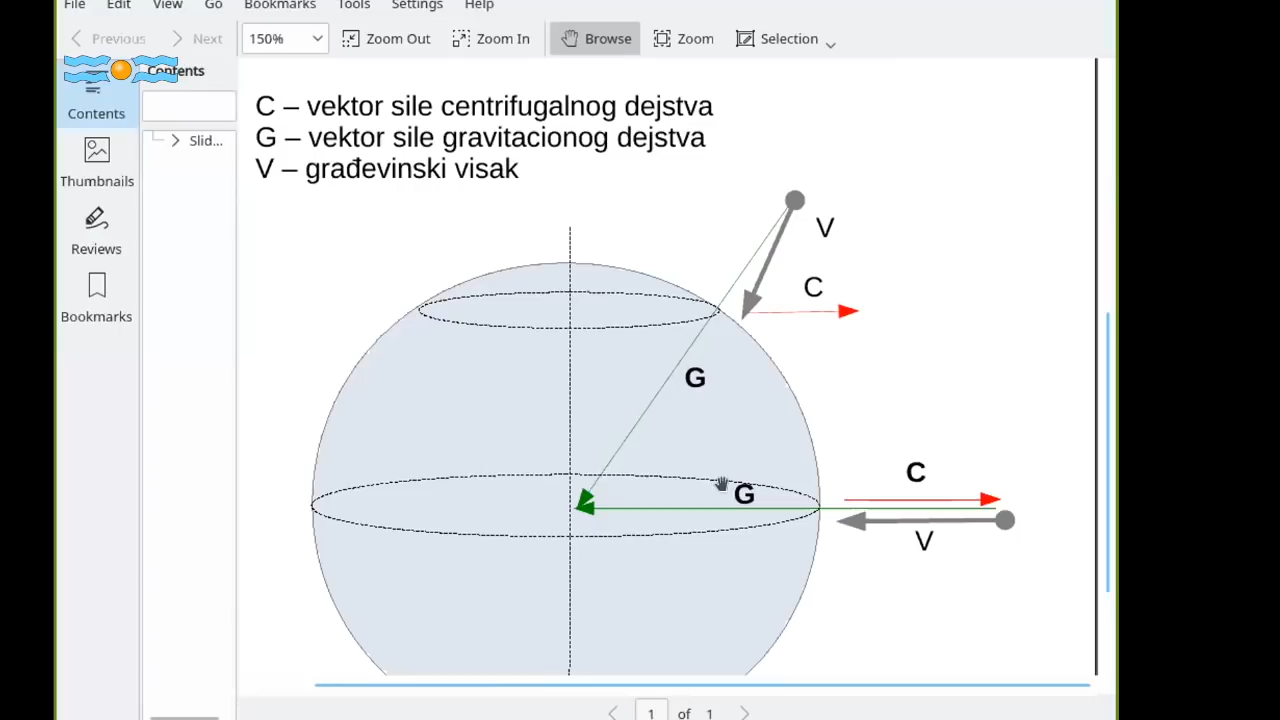 File Edit View Go Bookmarks Tools Settings Help
Previous Next 150% Zoom Out Zoom In Browse Zoom Selection
Contents
Contents
Slid...
Thumbnails
Reviews
Bookmarks
C – vektor sile centrifugalnog dejstva
G – vektor sile gravitacionog dejstva
V – građevinski visak
V
C
G
C
G
V
1 of 1